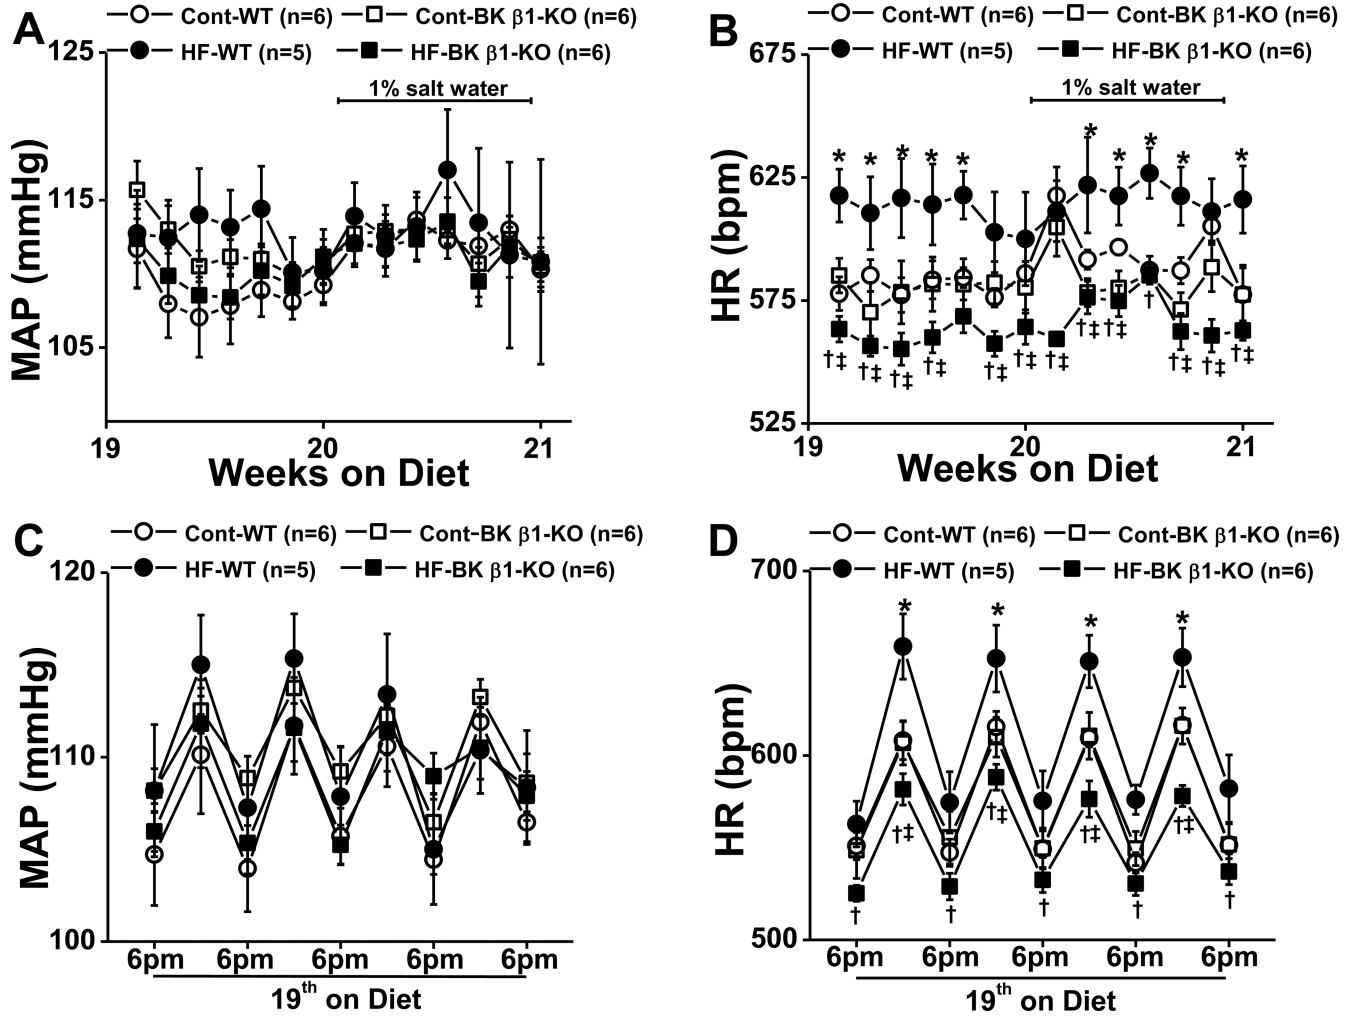 A
Cont-WT (n=6) Cont-BK β1-KO (n=6)
HF-WT (n=5) HF-BK β1-KO (n=6)
1% salt water
MAP (mmHg)
125
115
105
19 20 21
Weeks on Diet
B
Cont-WT (n=6) Cont-BK β1-KO (n=6)
HF-WT (n=5) HF-BK β1-KO (n=6)
1% salt water
HR (bpm)
675
625
575
525
* * * * * * * * * *
†‡ †‡ †‡ †‡ †‡ †‡ †‡ †‡ †‡ † †‡ †‡ †‡
19 20 21
Weeks on Diet
C
Cont-WT (n=6) Cont-BK β1-KO (n=6)
HF-WT (n=5) HF-BK β1-KO (n=6)
MAP (mmHg)
120
110
100
6pm 6pm 6pm 6pm 6pm
19th on Diet
D
Cont-WT (n=6) Cont-BK β1-KO (n=6)
HF-WT (n=5) HF-BK β1-KO (n=6)
HR (bpm)
700
600
500
* * * *
†‡ †‡ †‡ †‡
† † † † †
6pm 6pm 6pm 6pm 6pm
19th on Diet